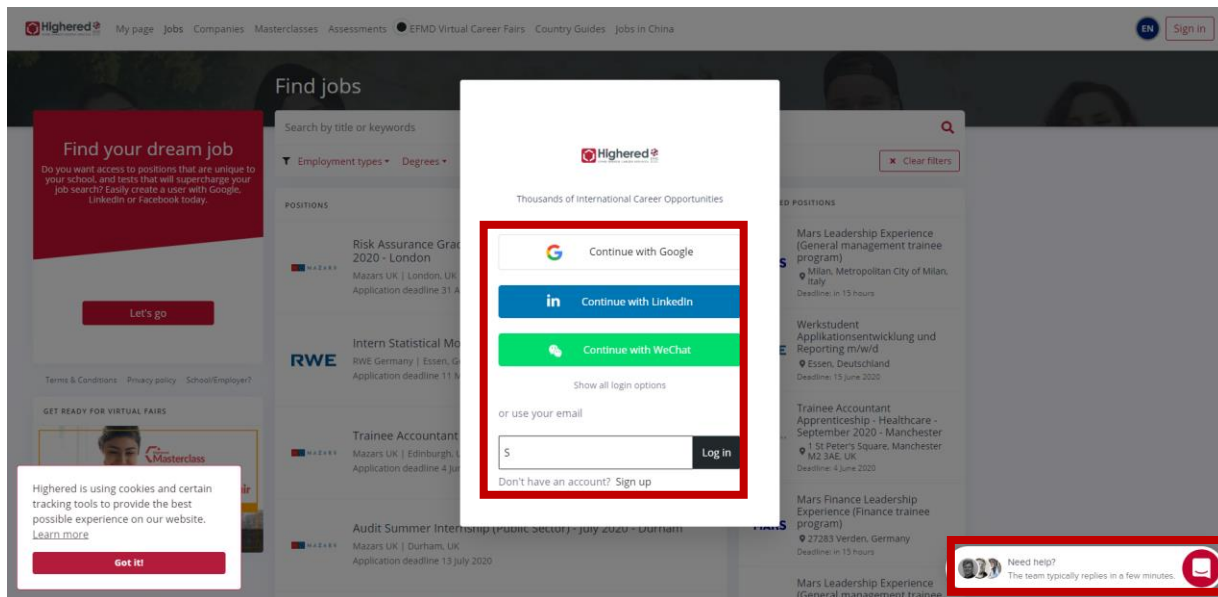 Highered
My page Jobs Companies Masterclasses Assessments EFMD Virtual Career Fairs Country Guides Jobs in China
EN
Sign in
Find jobs
Find your dream job
Do you want access to positions that are unique to
your school, and tests that will supercharge your
job search? Easily create a user with Google,
LinkedIn or Facebook today.
Let's go
Terms & Conditions Privacy policy School/Employer?
GET READY FOR VIRTUAL FAIRS
Masterclass
Search by title or keywords
Employment types Degrees
Clear filters
POSITIONS
Risk Assurance
2020 - London
Mazars UK | London, UK
Application deadline 31
MAZARS
Intern Statistical
RWE Germany | Essen,
Application deadline 11
RWE
Trainee Accountant
Mazars UK | Edinburgh,
Application deadline 4
MAZARS
Audit Summer Internship (Public Sector) - July 2020 - Durham
Mazars UK | Durham, UK
Application deadline 13 July 2020
MAZARS
Highered
Thousands of International Career Opportunities
Continue with Google
in Continue with LinkedIn
Continue with WeChat
Show all login options
or use your email
S
Log in
Don't have an account? Sign up
POSITIONS
Mars Leadership Experience
(General management trainee
program)
Milan, Metropolitan City of Milan,
Italy
Deadline: in 15 hours
Werkstudent
Applikationsentwicklung und
Reporting m/w/d
Essen, Deutschland
Deadline: 15 June 2020
Trainee Accountant
Apprenticeship - Healthcare -
September 2020 - Manchester
1 St Peter's Square, Manchester
M2 3AE, UK
Deadline: 4 June 2020
Mars Finance Leadership
Experience (Finance trainee
program)
27283 Verden, Germany
Deadline: in 15 hours
Mars Leadership Experience
(General management trainee
Highered is using cookies and certain
tracking tools to provide the best
possible experience on our website.
Learn more
Got it!
Need help?
The team typically replies in a few minutes.